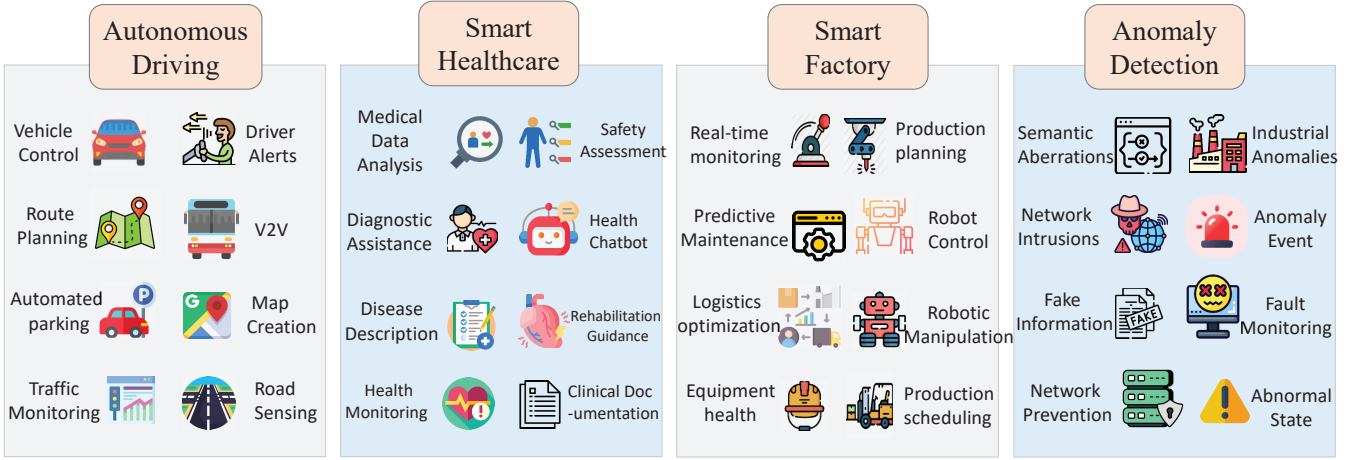 Autonomous
Driving
Vehicle
Control
Driver
Alerts
Route
Planning
V2V
Automated
parking
P
G
Map
Creation
Traffic
Monitoring
Road
Sensing
Smart
Healthcare
Medical
Data
Analysis
Safety
Assessment
Diagnostic
Assistance
Health
Chatbot
Disease
Description
Rehabilitation
Guidance
Health
Monitoring
Clinical Doc
-umentation
Smart
Factory
Real-time
monitoring
Production
planning
Predictive
Maintenance
Robot
Control
Logistics
optimization
Robotic
Manipulation
Equipment
health
Production
scheduling
Anomaly
Detection
Semantic
Aberrations
Industrial
Anomalies
Network
Intrusions
Anomaly
Event
Fake
Information
FAKE
Fault
Monitoring
Network
Prevention
Abnormal
State